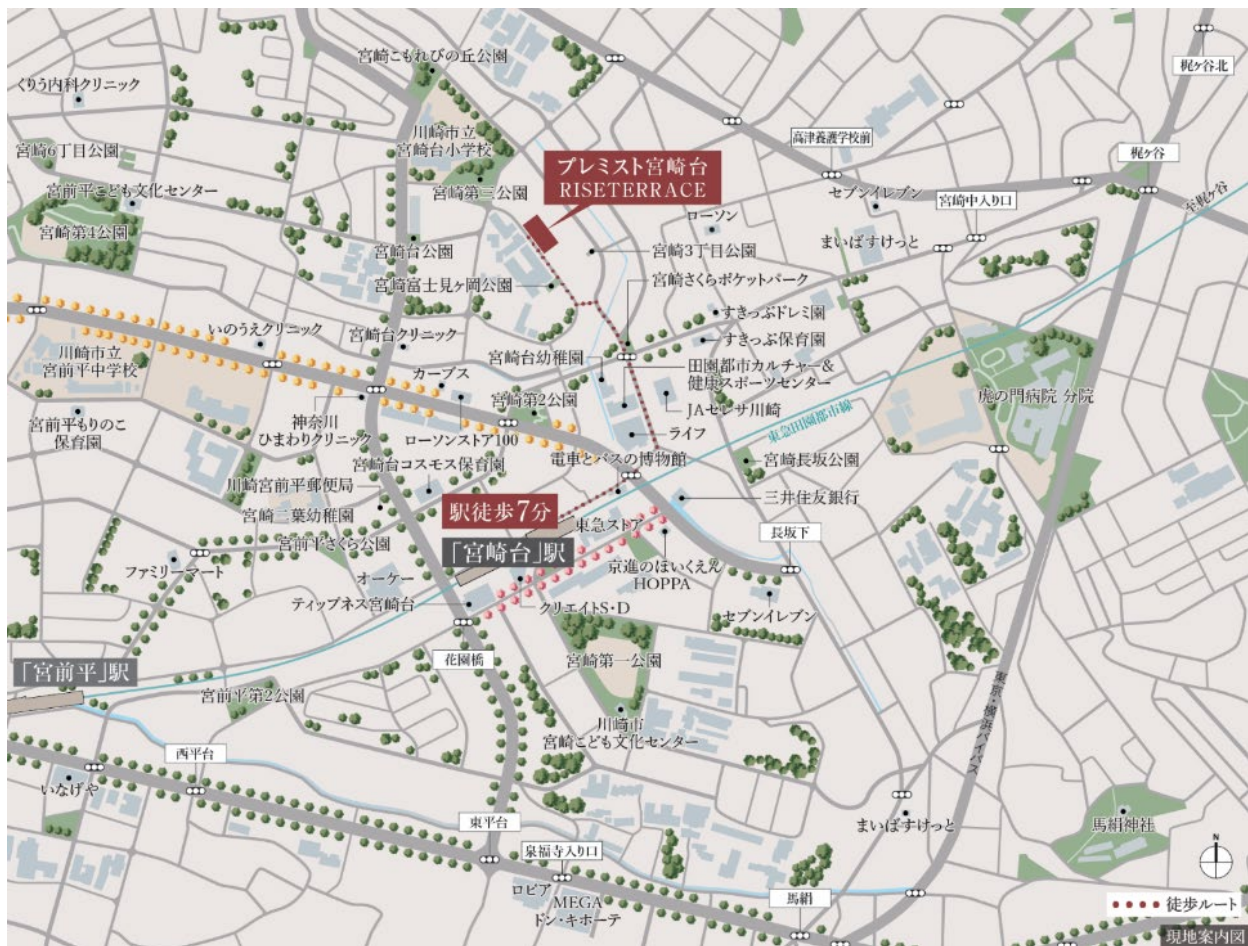 宮崎こもれびの丘公園
梶ヶ谷北
くりう内科クリニック
川崎市立
宮崎台小学校
高津養護学校前
梶ヶ谷
宮崎6丁目公園
プレミスト宮崎台
RISETERRACE
宮前平こども文化センター
宮崎第三公園
セブンイレブン
宮崎中入り口
至梶ヶ谷
宮崎第4公園
ローソン
宮崎台公園
宮崎3丁目公園
まいばすけっと
宮崎富士見ヶ岡公園
宮崎さくらポケットパーク
いのうえクリニック
宮崎台クリニック
すきっぷドレミ園
川崎市立
宮前平中学校
宮崎台幼稚園
すきっぷ保育園
カーブス
田園都市カルチャー&
健康スポーツセンター
虎の門病院 分院
宮崎第2公園
JAセレサ川崎
東急田園都市線
宮前平もりのこ
保育園
神奈川
ひまわりクリニック
ローソンストア100
ライフ
宮崎台コスモス保育園
電車とバスの博物館
宮崎長坂公園
川崎宮前平郵便局
三井住友銀行
宮崎二葉幼稚園
駅徒歩7分
東急ストア
長坂下
宮前平さくら公園
「宮崎台」駅
ファミリーマート
オーケー
京進のほいくえん
HOPPA
ティップネス宮崎台
クリエイトS・D
セブンイレブン
花園橋
宮崎第一公園
「宮前平」駅
宮前平第2公園
東京・横浜バイパス
川崎市
宮崎こども文化センター
西平台
いなげや
東平台
まいばすけっと
馬絹神社
泉福寺入り口
N
ロピア
MEGA
ドン・キホーテ
馬絹
徒歩ルート
現地案内図